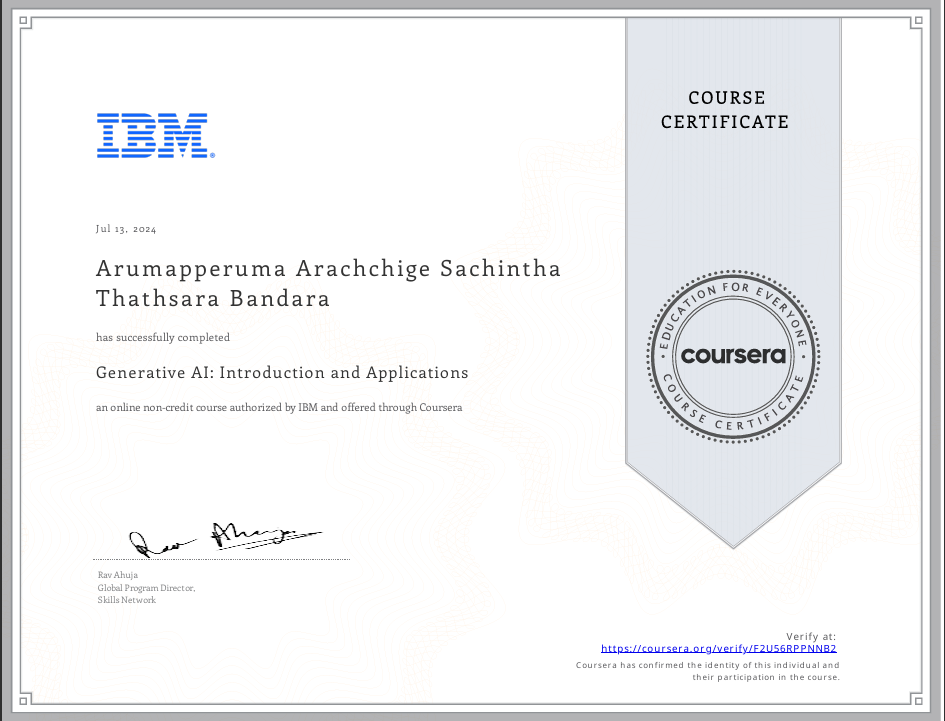 COURSE
CERTIFICATE
IBM®
Jul 13, 2024
Arumapperuma Arachchige Sachintha
Thathsara Bandara
has successfully completed
Generative AI: Introduction and Applications
an online non-credit course authorized by IBM and offered through Coursera
EDUCATION FOR EVERYONE
coursera
COURSE CERTIFICATE
Rav Ahuja
Rav Ahuja
Global Program Director,
Skills Network
Verify at:
https://coursera.org/verify/F2U56RPPNNB2
Coursera has confirmed the identity of this individual and
their participation in the course.